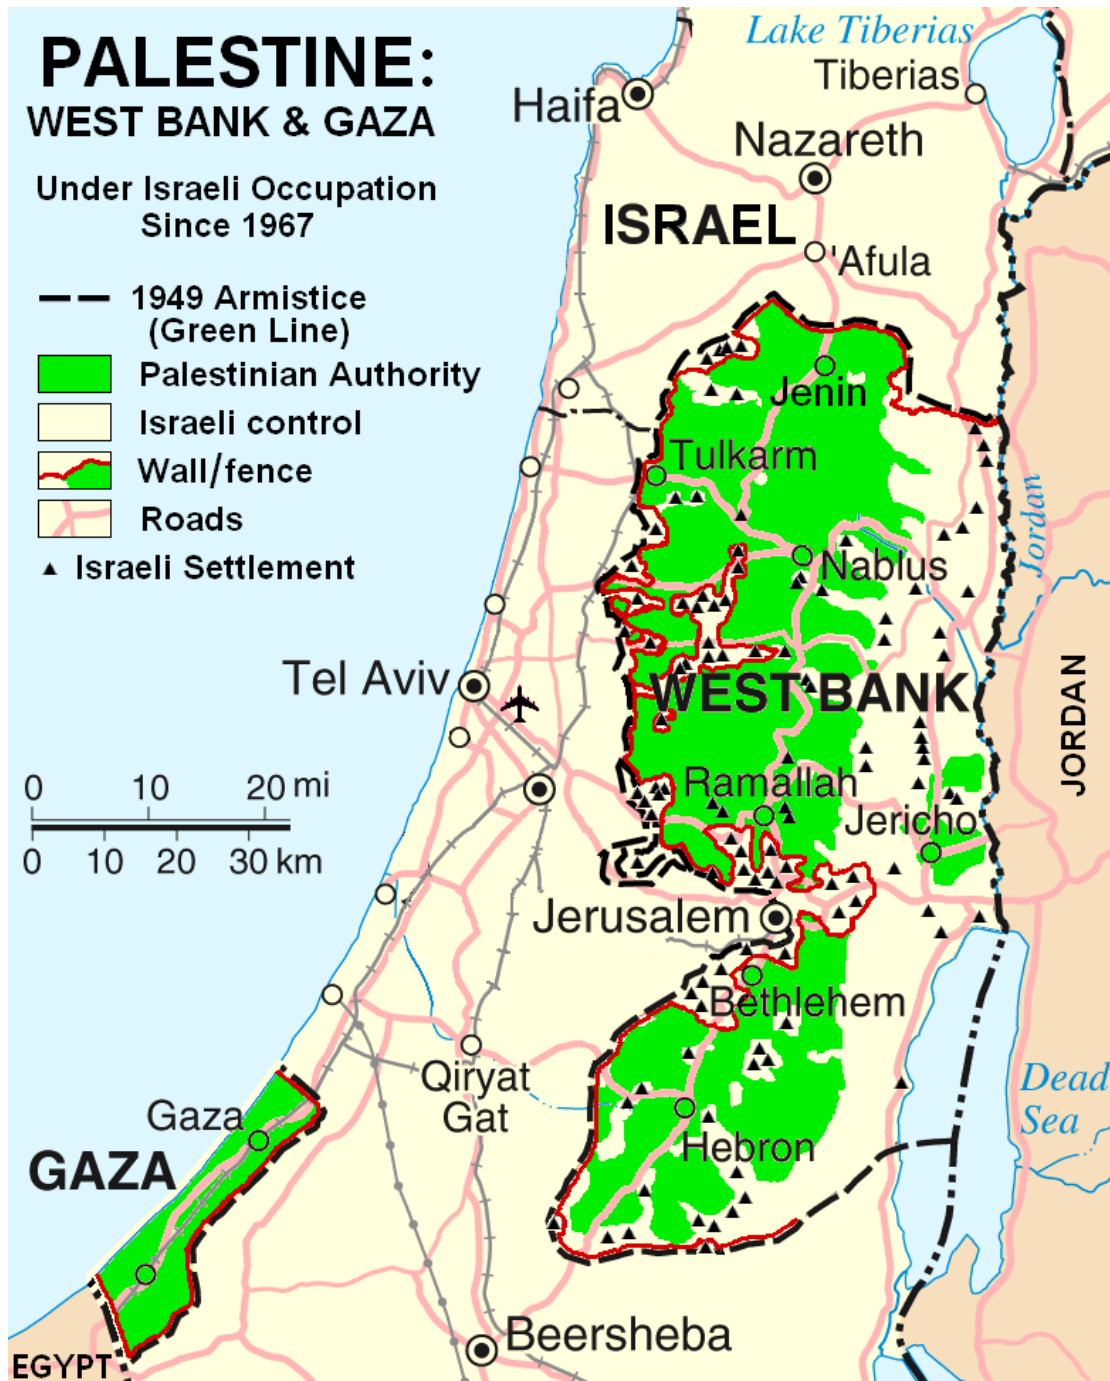 PALESTINE:
WEST BANK & GAZA
Under Israeli Occupation
Since 1967
1949 Armistice
(Green Line)
Palestinian Authority
Israeli control
Wall/fence
Roads
Israeli Settlement
Lake Tiberias
Tiberias
Haifa
Nazareth
ISRAEL
'Afula
Jenin
Tulkarm
Jordan
Nablus
Tel Aviv
WEST BANK
JORDAN
0 10 20 mi
0 10 20 30 km
Ramallah
Jericho
Jerusalem
Bethlehem
Qiryat
Gat
Dead
Sea
Gaza
GAZA
Hebron
Beersheba
EGYPT